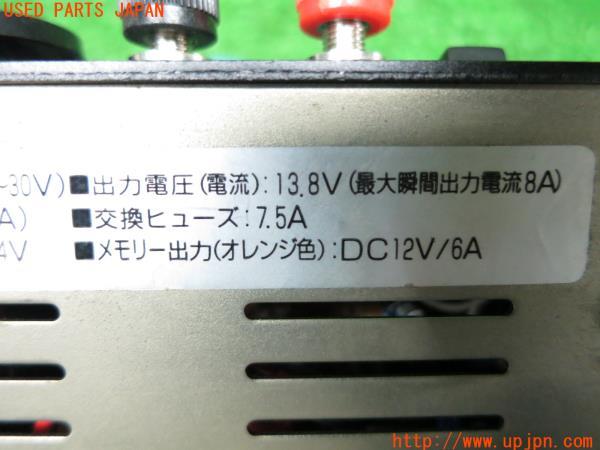 USED PARTS JAPAN
~30V) ■出力電圧(電流):13.8V(最大瞬間出力電流8A)
A) ■交換ヒューズ:7.5A
4V ■メモリー出力(オレンジ色):DC12V/6A
http://www.upjpn.com/